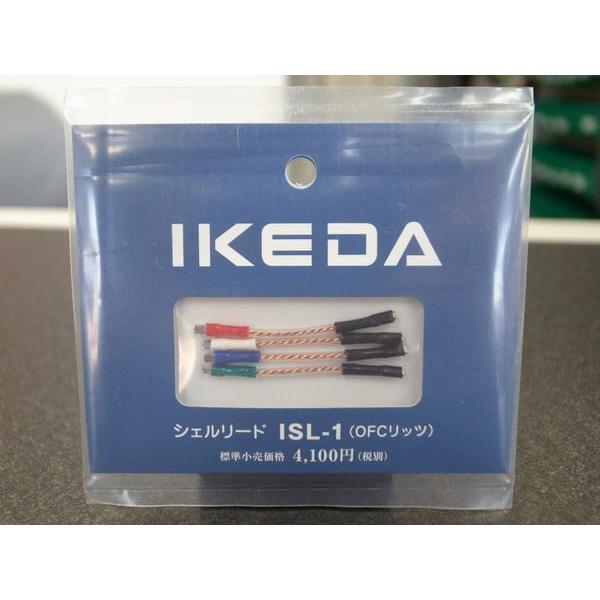 IKEDA
シェルリード ISL-1（OFCリッツ）
標準小売価格 4,100円（税別）